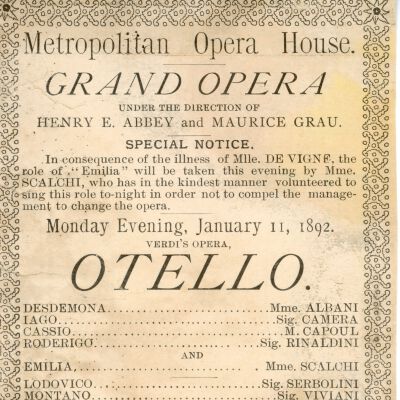 Metropolitan Opera House.
GRAND OPERA
UNDER THE DIRECTION OF
HENRY E. ABBEY and MAURICE GRAU.
SPECIAL NOTICE.
In consequence of the illness of Mlle. DE VIGNE, the
role of "Emilia" will be taken this evening by Mme.
SCALCHI, who has in the kindest manner volunteered to
sing this role to-night in order not to compel the manage-
ment to change the opera.
Monday Evening, January 11, 1892.
VERDI'S OPERA,
OTELLO.
DESDEMONA........................Mme. ALBANI
IAGO........................Sig. CAMERA
CASSIO........................M. CAPOUL
RODERIGO........................Sig. RINALDINI
AND
EMILIA,........................Mme. SCALCHI
LODOVICO........................Sig. SERBOLINI
MONTANO........................Sig. VIVIANI